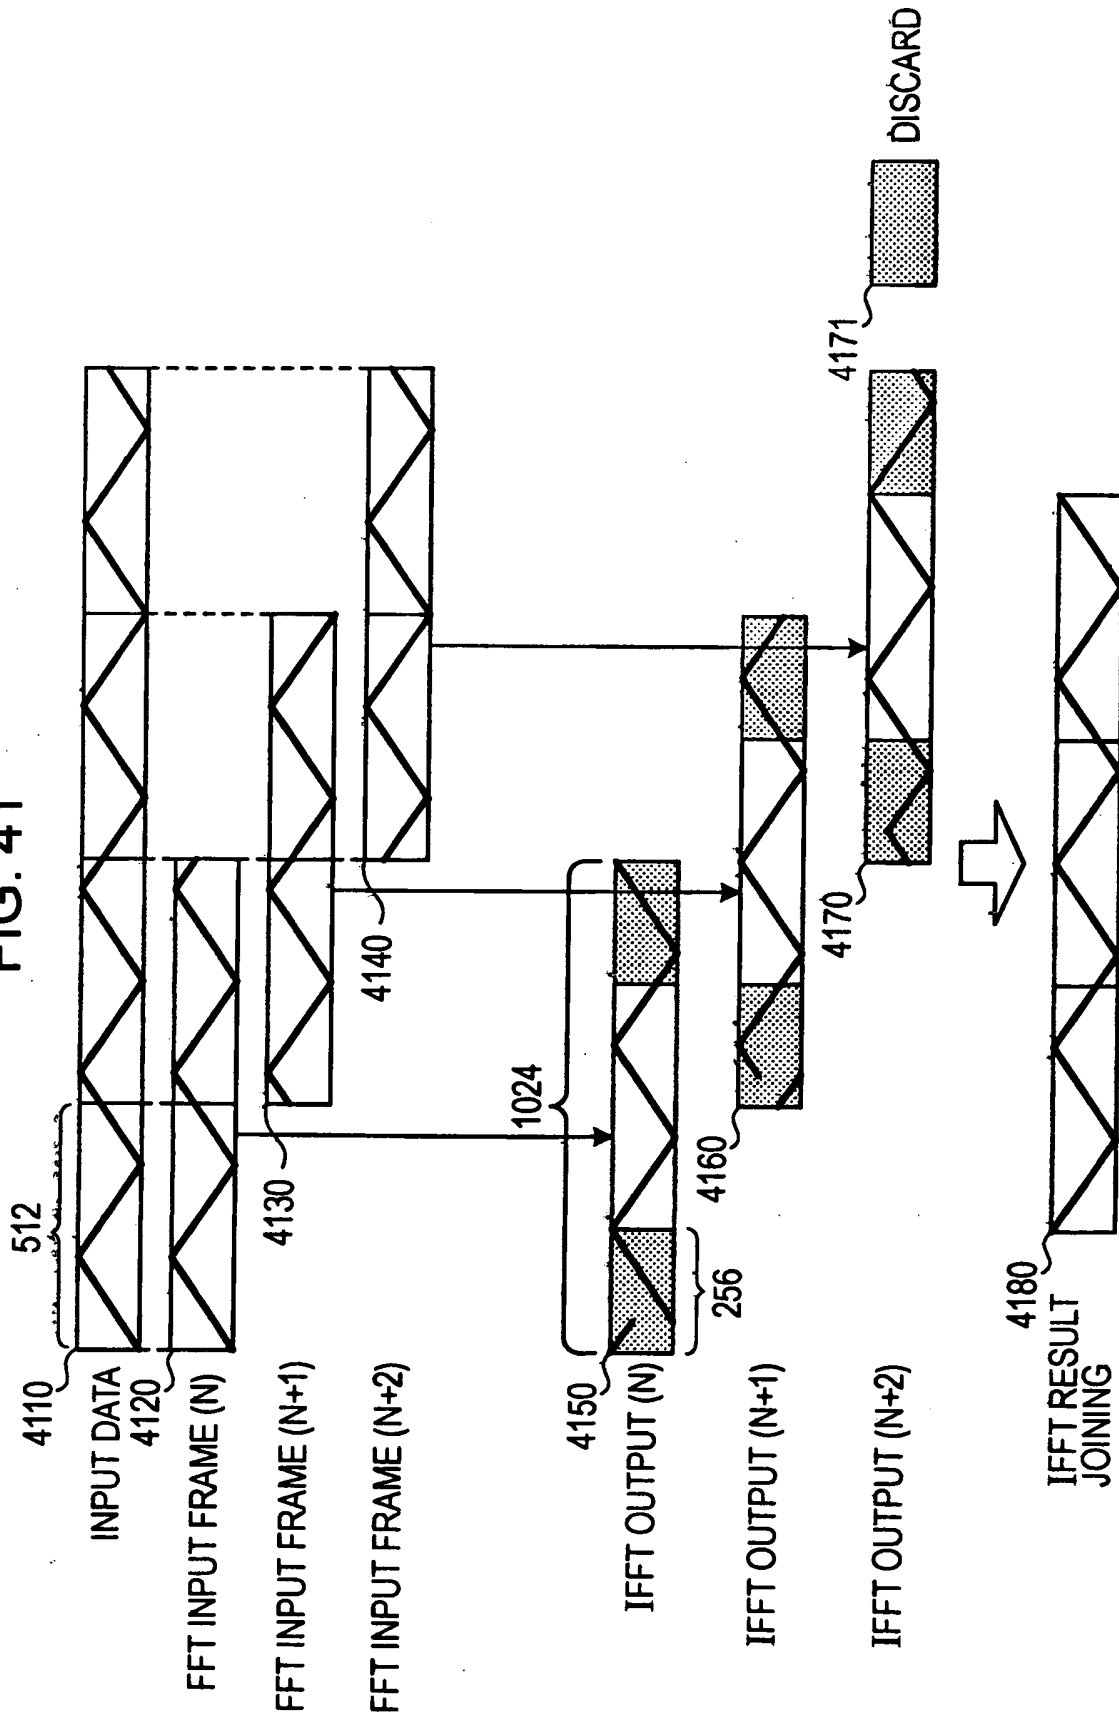 FIG. 41
512
4110
INPUT DATA
4120
FFT INPUT FRAME (N)
4130
FFT INPUT FRAME (N+1)
4140
FFT INPUT FRAME (N+2)
1024
4150
IFFT OUTPUT (N)
256
4160
IFFT OUTPUT (N+1)
4170
IFFT OUTPUT (N+2)
4171
DISCARD
4180
IFFT RESULT
JOINING